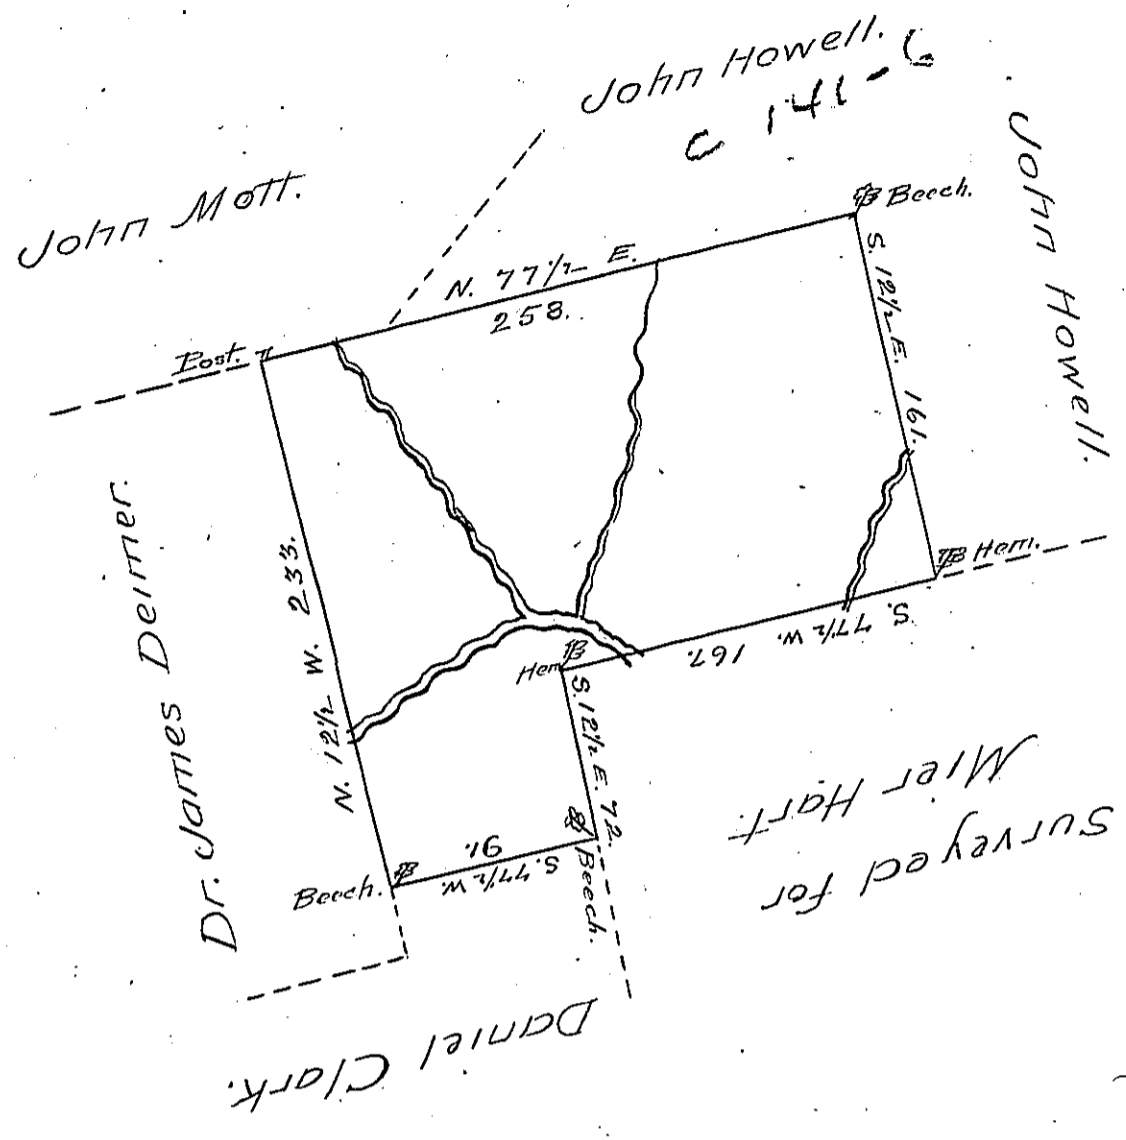 John Howell.
C 141-6
John Mott.
John Howell.
Beech.
N. 77½ E.
258.
Post.
S. 12½ E. 161.
Hem.
S. 77½ W.
167.
Hem
S. 12½ E. 72.
Beech.
S. 77½ W.
91.
Beech.
N. 12½ W. 233.
Dr. James Deimer.
Surveyed for
Mier Hart.
Daniel Clark.